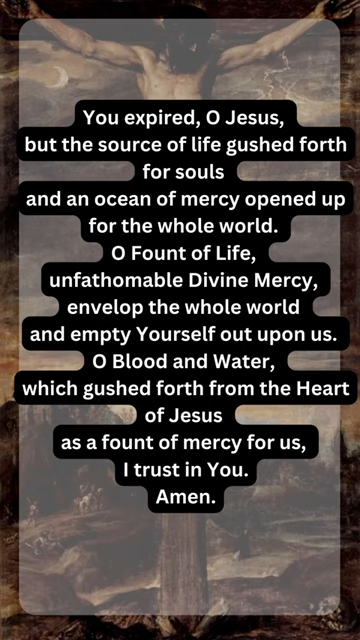 You expired, O Jesus,
but the source of life gushed forth
for souls
and an ocean of mercy opened up
for the whole world.
O Fount of Life,
unfathomable Divine Mercy,
envelop the whole world
and empty Yourself out upon us.
O Blood and Water,
which gushed forth from the Heart
of Jesus
as a fount of mercy for us,
I trust in You.
Amen.